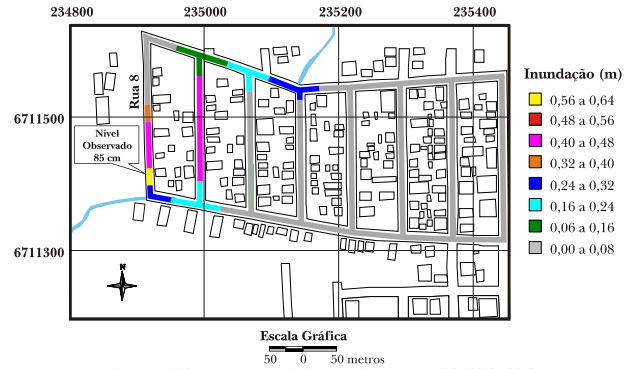 234800
235000
235200
235400
6711500
6711300
Rua 8
Nível
Observado
85 cm
N
Inundação (m)
0,56 a 0,64
0,48 a 0,56
0,40 a 0,48
0,32 a 0,40
0,24 a 0,32
0,16 a 0,24
0,06 a 0,16
0,00 a 0,08
Escala Gráfica
50 0 50 metros